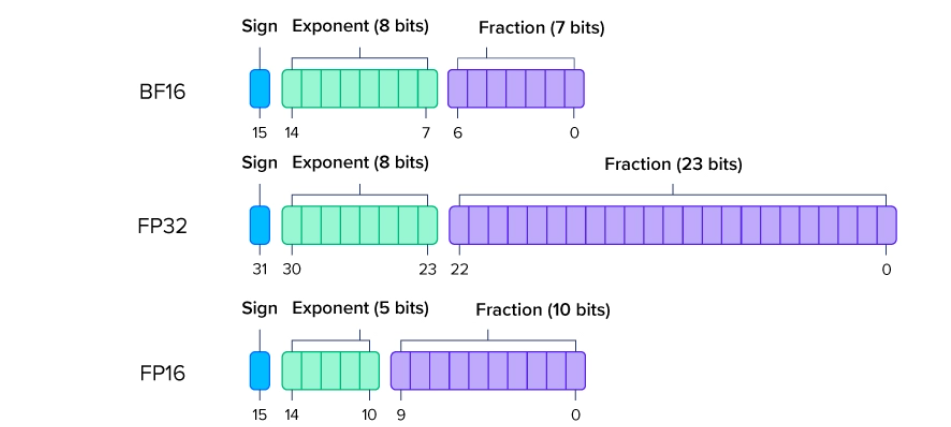 Sign Exponent (8 bits) Fraction (7 bits)
BF16
15 14 7 6 0
Sign Exponent (8 bits) Fraction (23 bits)
FP32
31 30 23 22 0
Sign Exponent (5 bits) Fraction (10 bits)
FP16
15 14 10 9 0